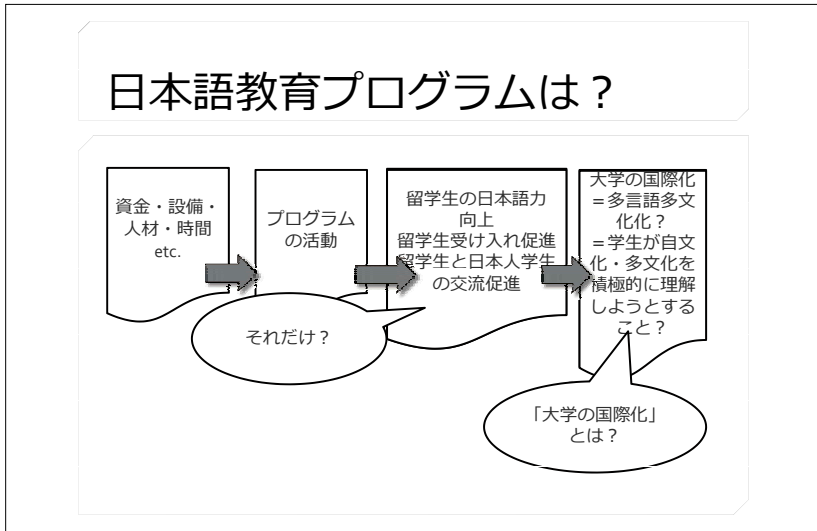 日本語教育プログラムは？
資金・設備・
人材・時間
etc.
プログラム
の活動
留学生の日本語力
向上
留学生受け入れ促進
留学生と日本人学生
の交流促進
大学の国際化
＝多言語多文
化化？
＝学生が自文
化・多文化を
積極的に理解
しようとする
こと？
それだけ？
「大学の国際化」
とは？